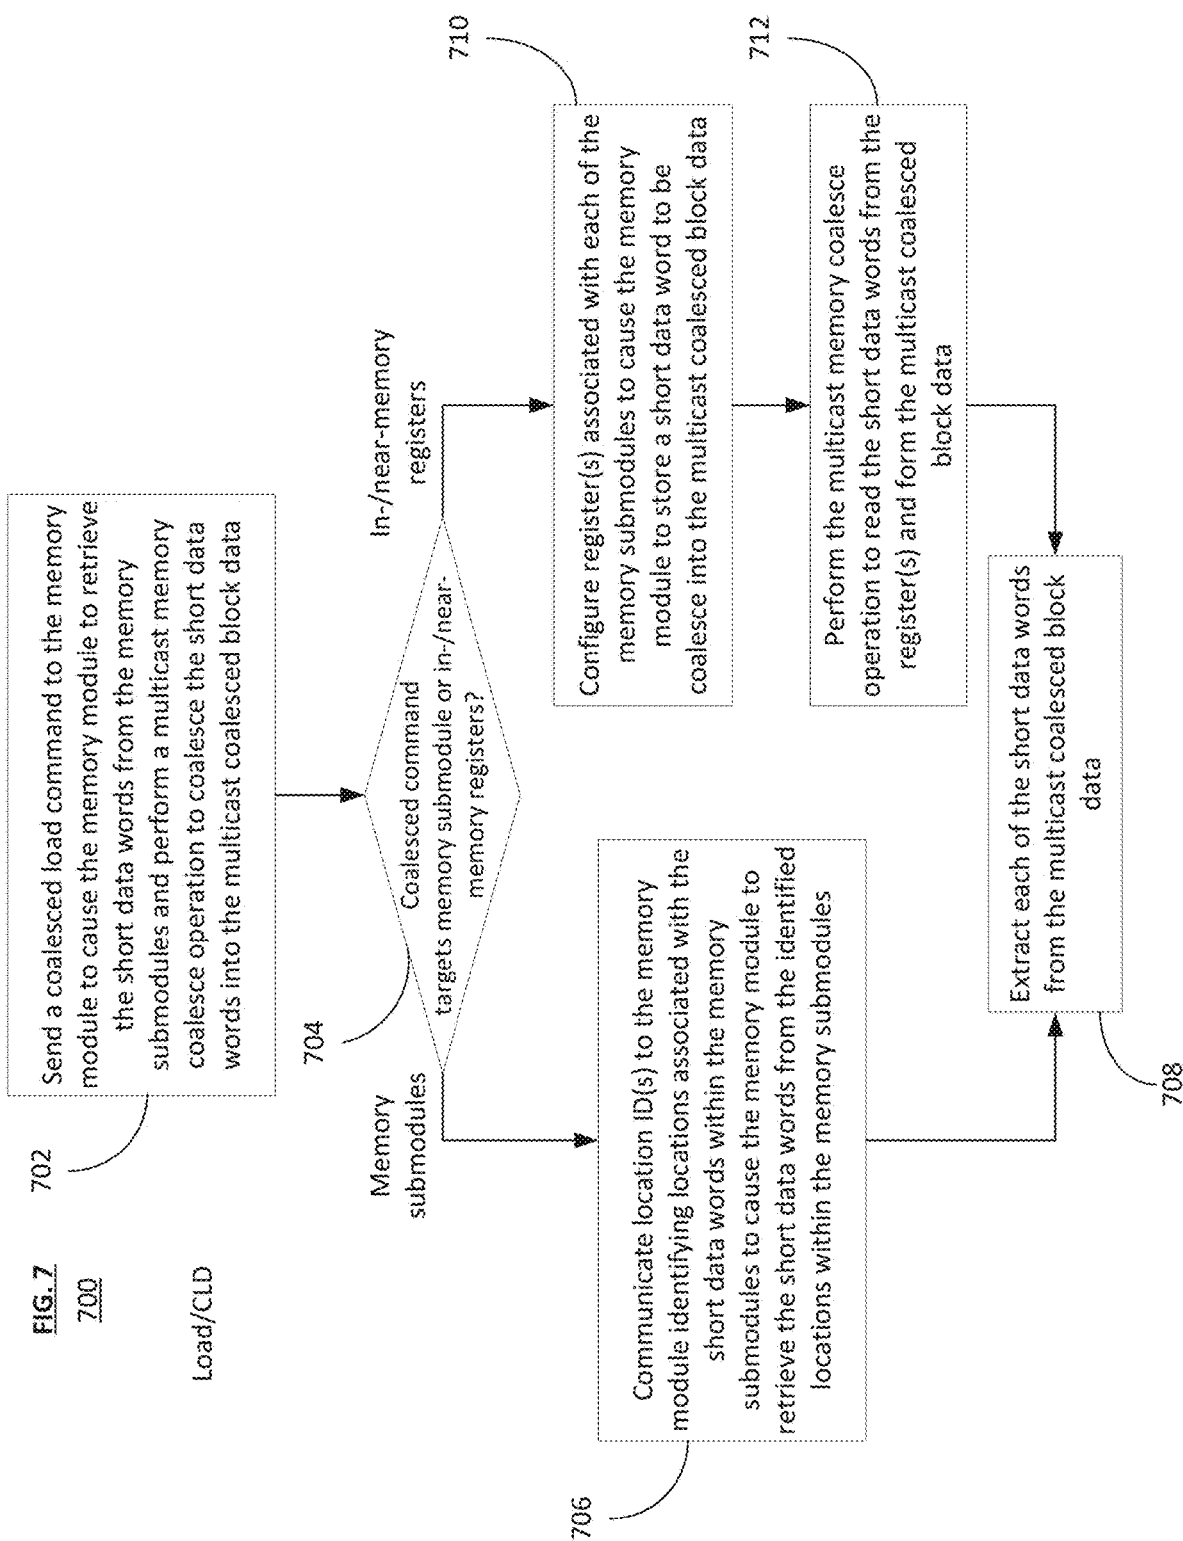 FIG. 7
700
Load/CLD
702
Send a coalesced load command to the memory
module to cause the memory module to retrieve
the short data words from the memory
submodules and perform a multicast memory
coalesce operation to coalesce the short data
words into the multicast coalesced block data
704
Coalesced command
targets memory submodule or in-/near-
memory registers?
Memory
submodules
In-/near-memory
registers
706
Communicate location ID(s) to the memory
module identifying locations associated with the
short data words within the memory
submodules to cause the memory module to
retrieve the short data words from the identified
locations within the memory submodules
710
Configure register(s) associated with each of the
memory submodules to cause the memory
module to store a short data word to be
coalesce into the multicast coalesced block data
712
Perform the multicast memory coalesce
operation to read the short data words from the
register(s) and form the multicast coalesced
block data
708
Extract each of the short data words
from the multicast coalesced block
data